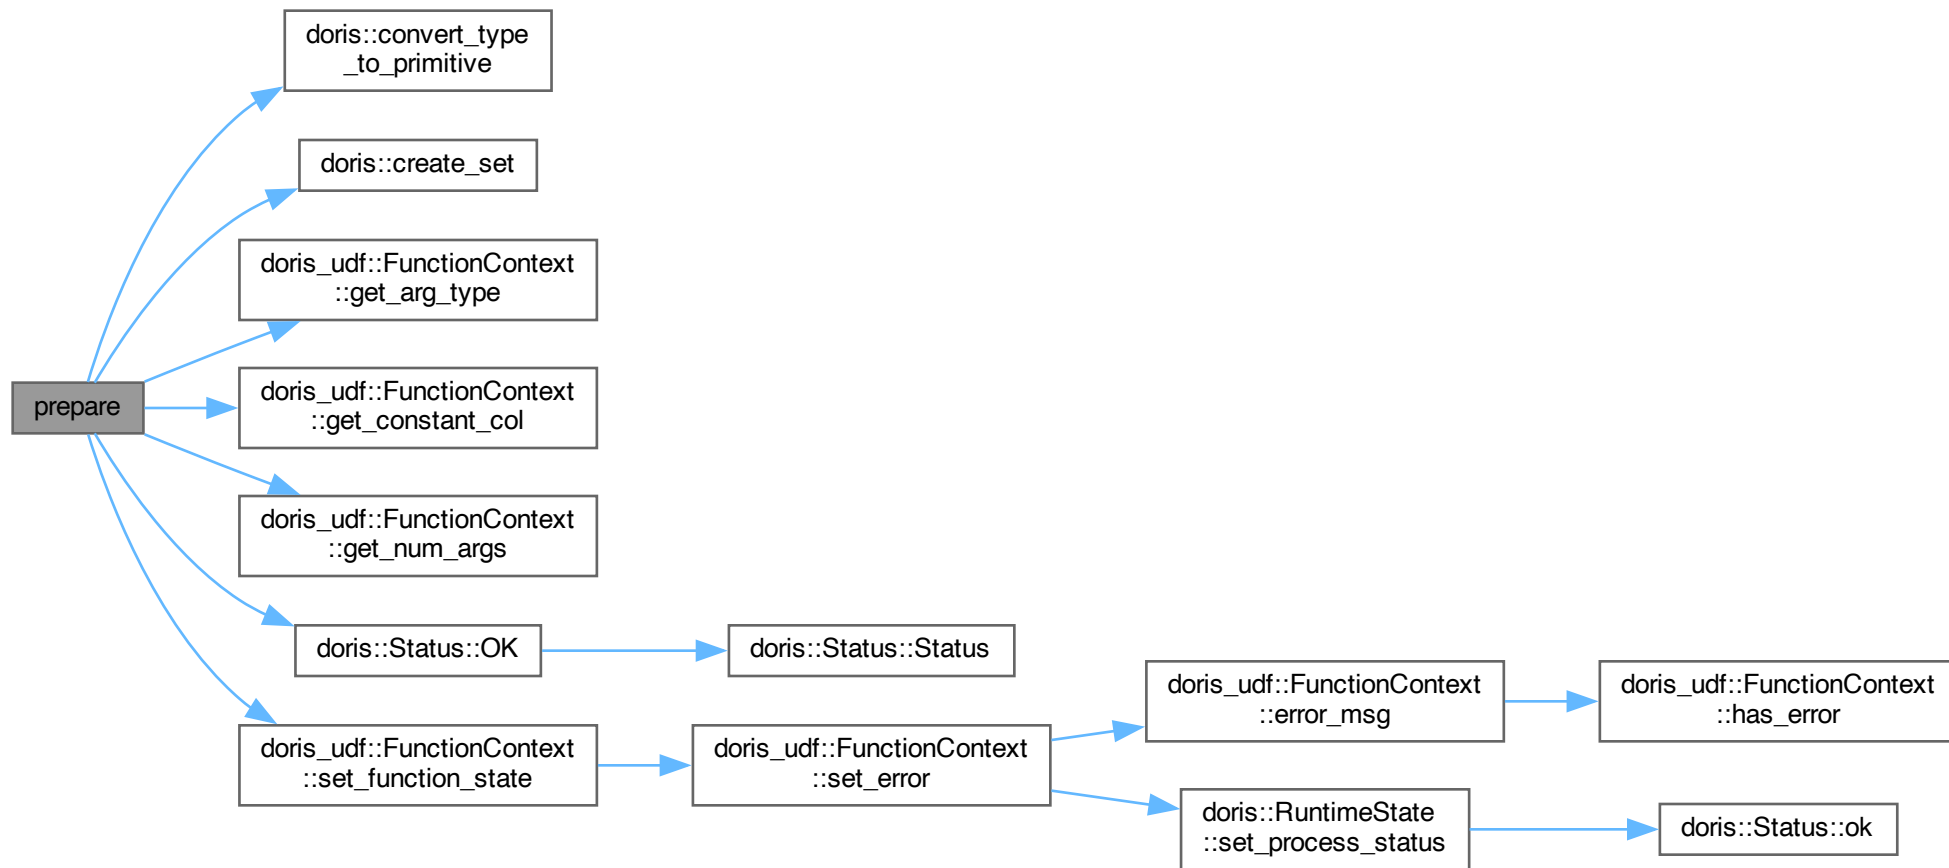 doris::convert_type
_to_primitive
doris::create_set
doris_udf::FunctionContext
::get_arg_type
prepare
doris_udf::FunctionContext
::get_constant_col
doris_udf::FunctionContext
::get_num_args
doris::Status::OK
doris::Status::Status
doris_udf::FunctionContext
::set_function_state
doris_udf::FunctionContext
::set_error
doris_udf::FunctionContext
::error_msg
doris_udf::FunctionContext
::has_error
doris::RuntimeState
::set_process_status
doris::Status::ok